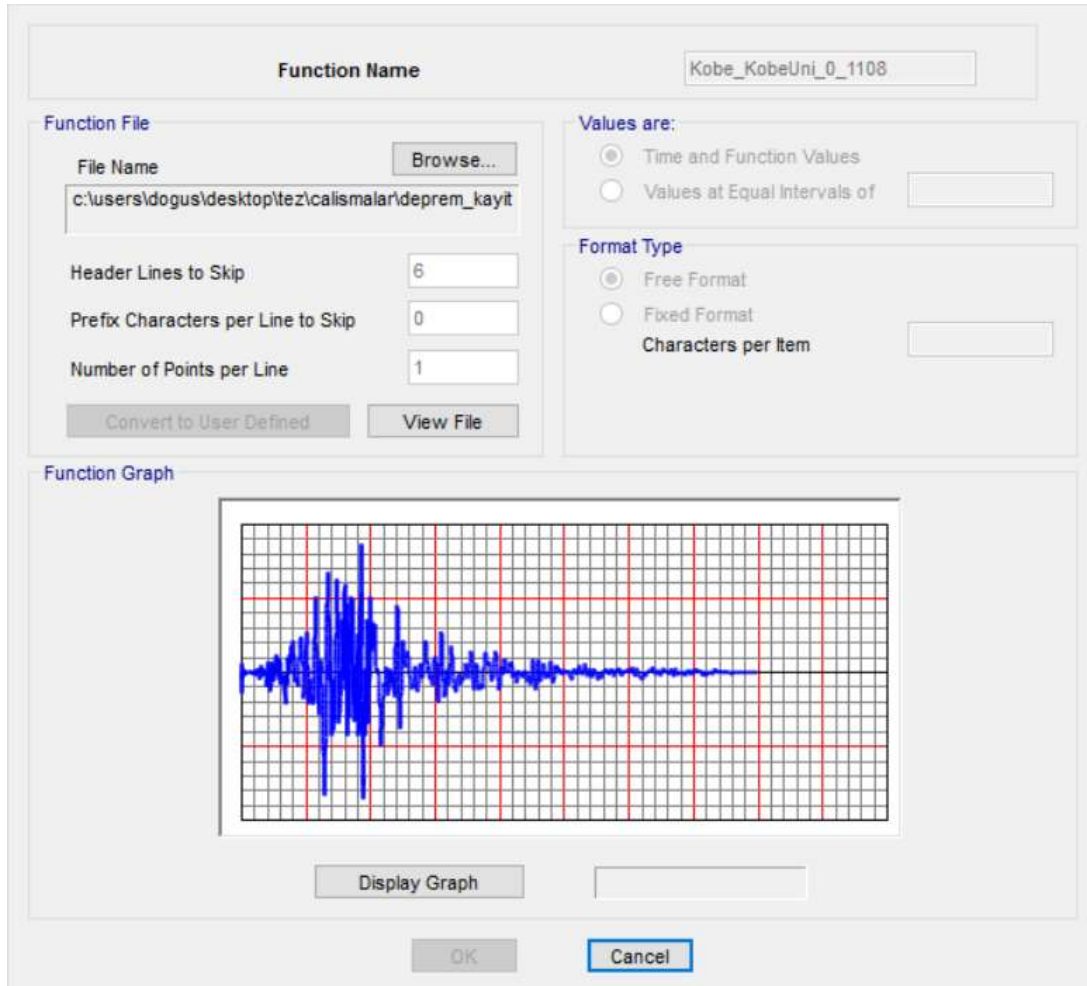 Function Name
Kobe_KobeUni_0_1108
Function File
File Name
Browse...
c:\users\dogus\desktop\tez\calismalar\deprem_kayit
Header Lines to Skip
6
Prefix Characters per Line to Skip
0
Number of Points per Line
1
Convert to User Defined
View File
Values are:
Time and Function Values
Values at Equal Intervals of
Format Type
Free Format
Fixed Format
Characters per Item
Function Graph
Display Graph
OK
Cancel